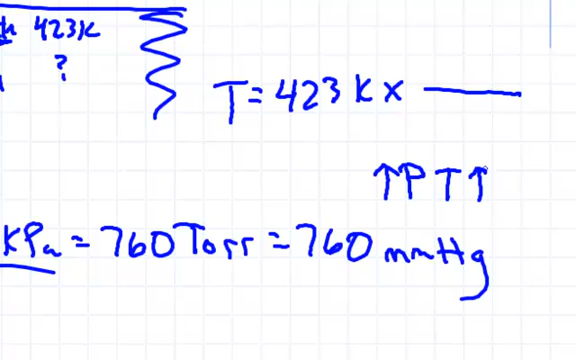 423K
?
T = 423 K x ———
↑P T↑
KPa = 760 Torr = 760 mmHg